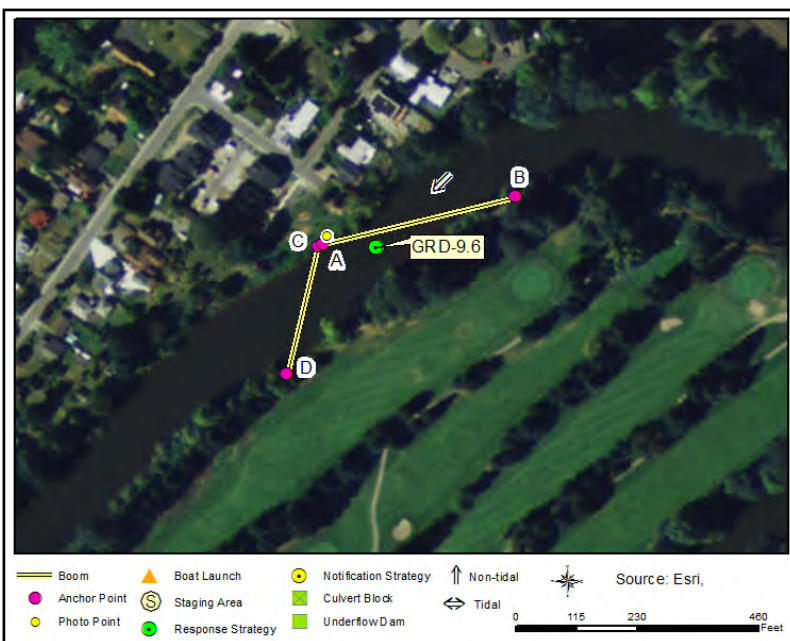 B
C
A
GRD-9.6
D
Boom
Boat Launch
Notification Strategy
Non-tidal
Source: Esri,
Anchor Point
S
Staging Area
Culvert Block
Tidal
Photo Point
Response Strategy
Underflow Dam
0 115 230 460
Feet